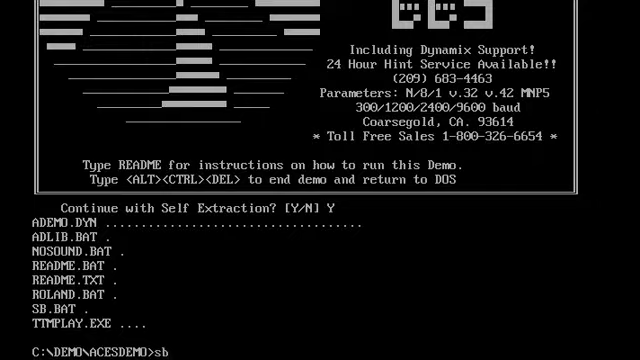 Including Dynamix Support!
24 Hour Hint Service Available!!
(209) 683-4463
Parameters: N/8/1 v.32 v.42 MNP5
300/1200/2400/9600 baud
Coarsegold, CA. 93614
* Toll Free Sales 1-800-326-6654 *
Type README for instructions on how to run this Demo.
Type <ALT><CTRL><DEL> to end demo and return to DOS
Continue with Self Extraction? [Y/N] Y
ADEMO.DYN ....................................
ADLIB.BAT .
NOSOUND.BAT .
README.BAT .
README.TXT .
ROLAND.BAT .
SB.BAT .
TTMPLAY.EXE ....
C:\DEMO\ACESDEMO>sb